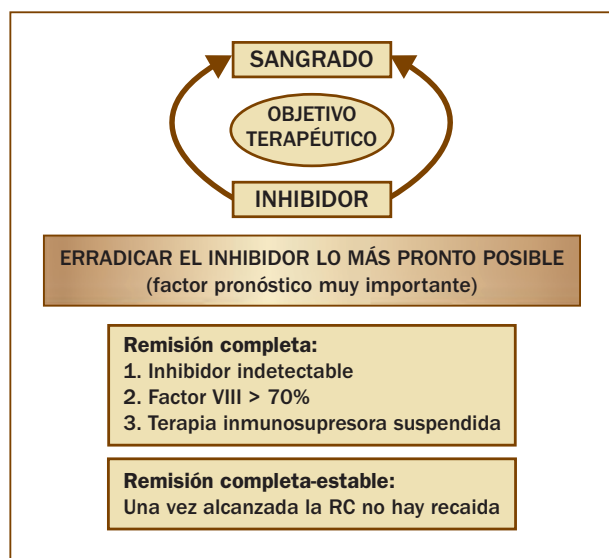 SANGRADO
OBJETIVO
TERAPÉUTICO
INHIBIDOR
ERRADICAR EL INHIBIDOR LO MÁS PRONTO POSIBLE
(factor pronóstico muy importante)
Remisión completa:
1. Inhibidor indetectable
2. Factor VIII > 70%
3. Terapia inmunosupresora suspendida
Remisión completa-estable:
Una vez alcanzada la RC no hay recaida